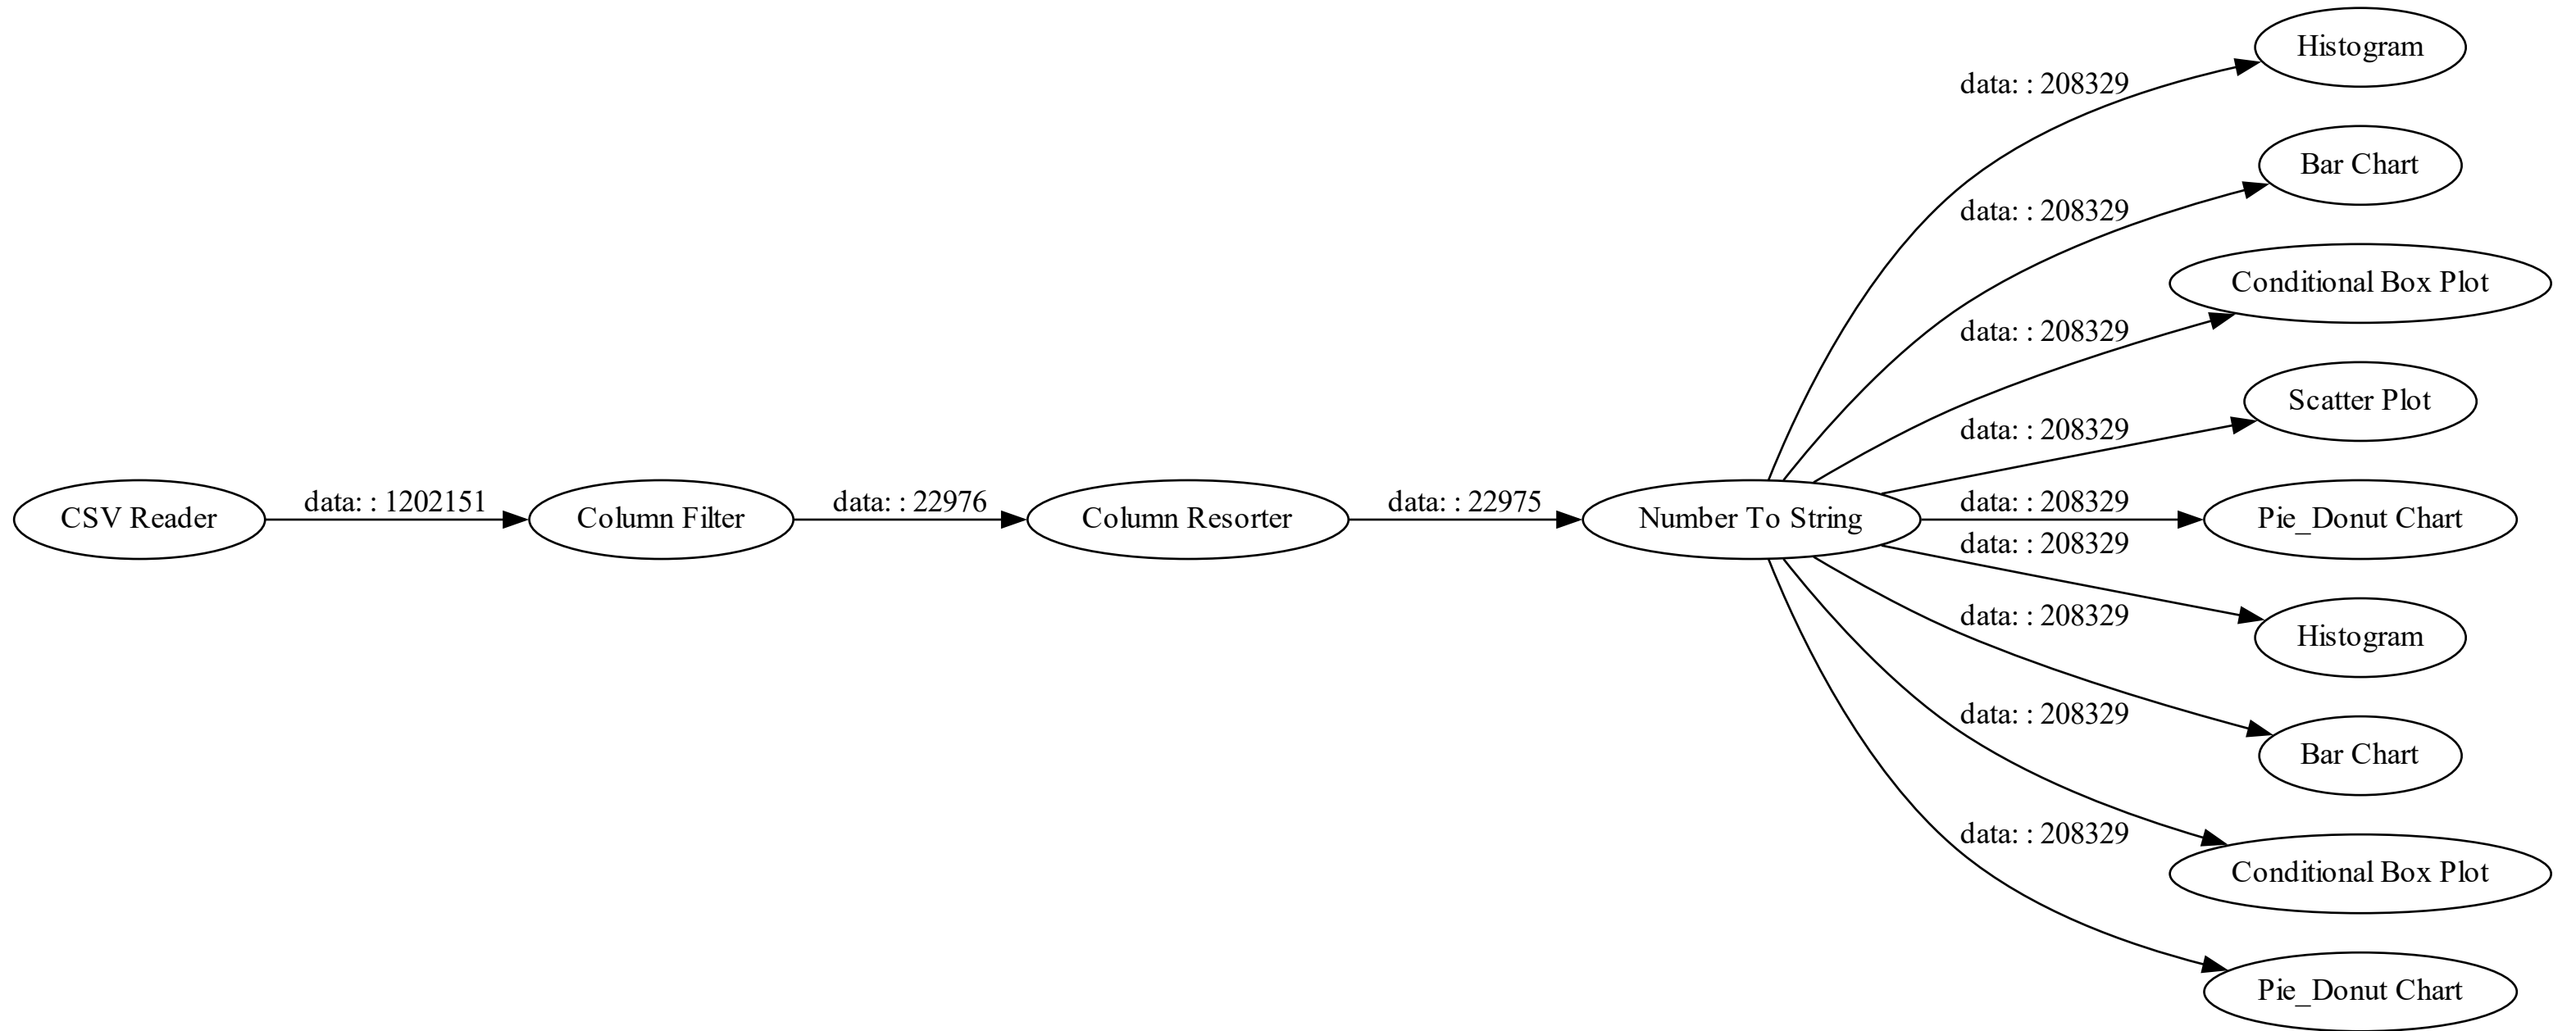 Histogram
data: : 208329
Bar Chart
data: : 208329
Conditional Box Plot
data: : 208329
Scatter Plot
data: : 208329
CSV Reader
data: : 1202151
Column Filter
data: : 22976
Column Resorter
data: : 22975
Number To String
data: : 208329
Pie_Donut Chart
data: : 208329
Histogram
data: : 208329
Bar Chart
data: : 208329
Conditional Box Plot
data: : 208329
Pie_Donut Chart